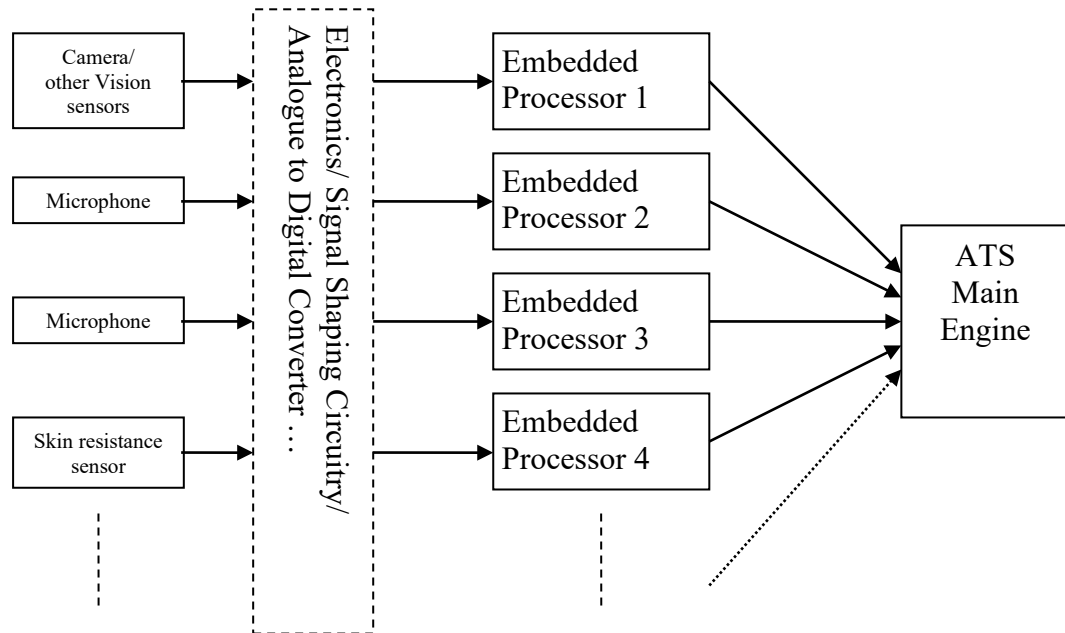 Camera/
other Vision
sensors
Microphone
Microphone
Skin resistance
sensor
Electronics/ Signal Shaping Circuitry/
Analogue to Digital Converter …
Embedded
Processor 1
Embedded
Processor 2
Embedded
Processor 3
Embedded
Processor 4
ATS
Main
Engine